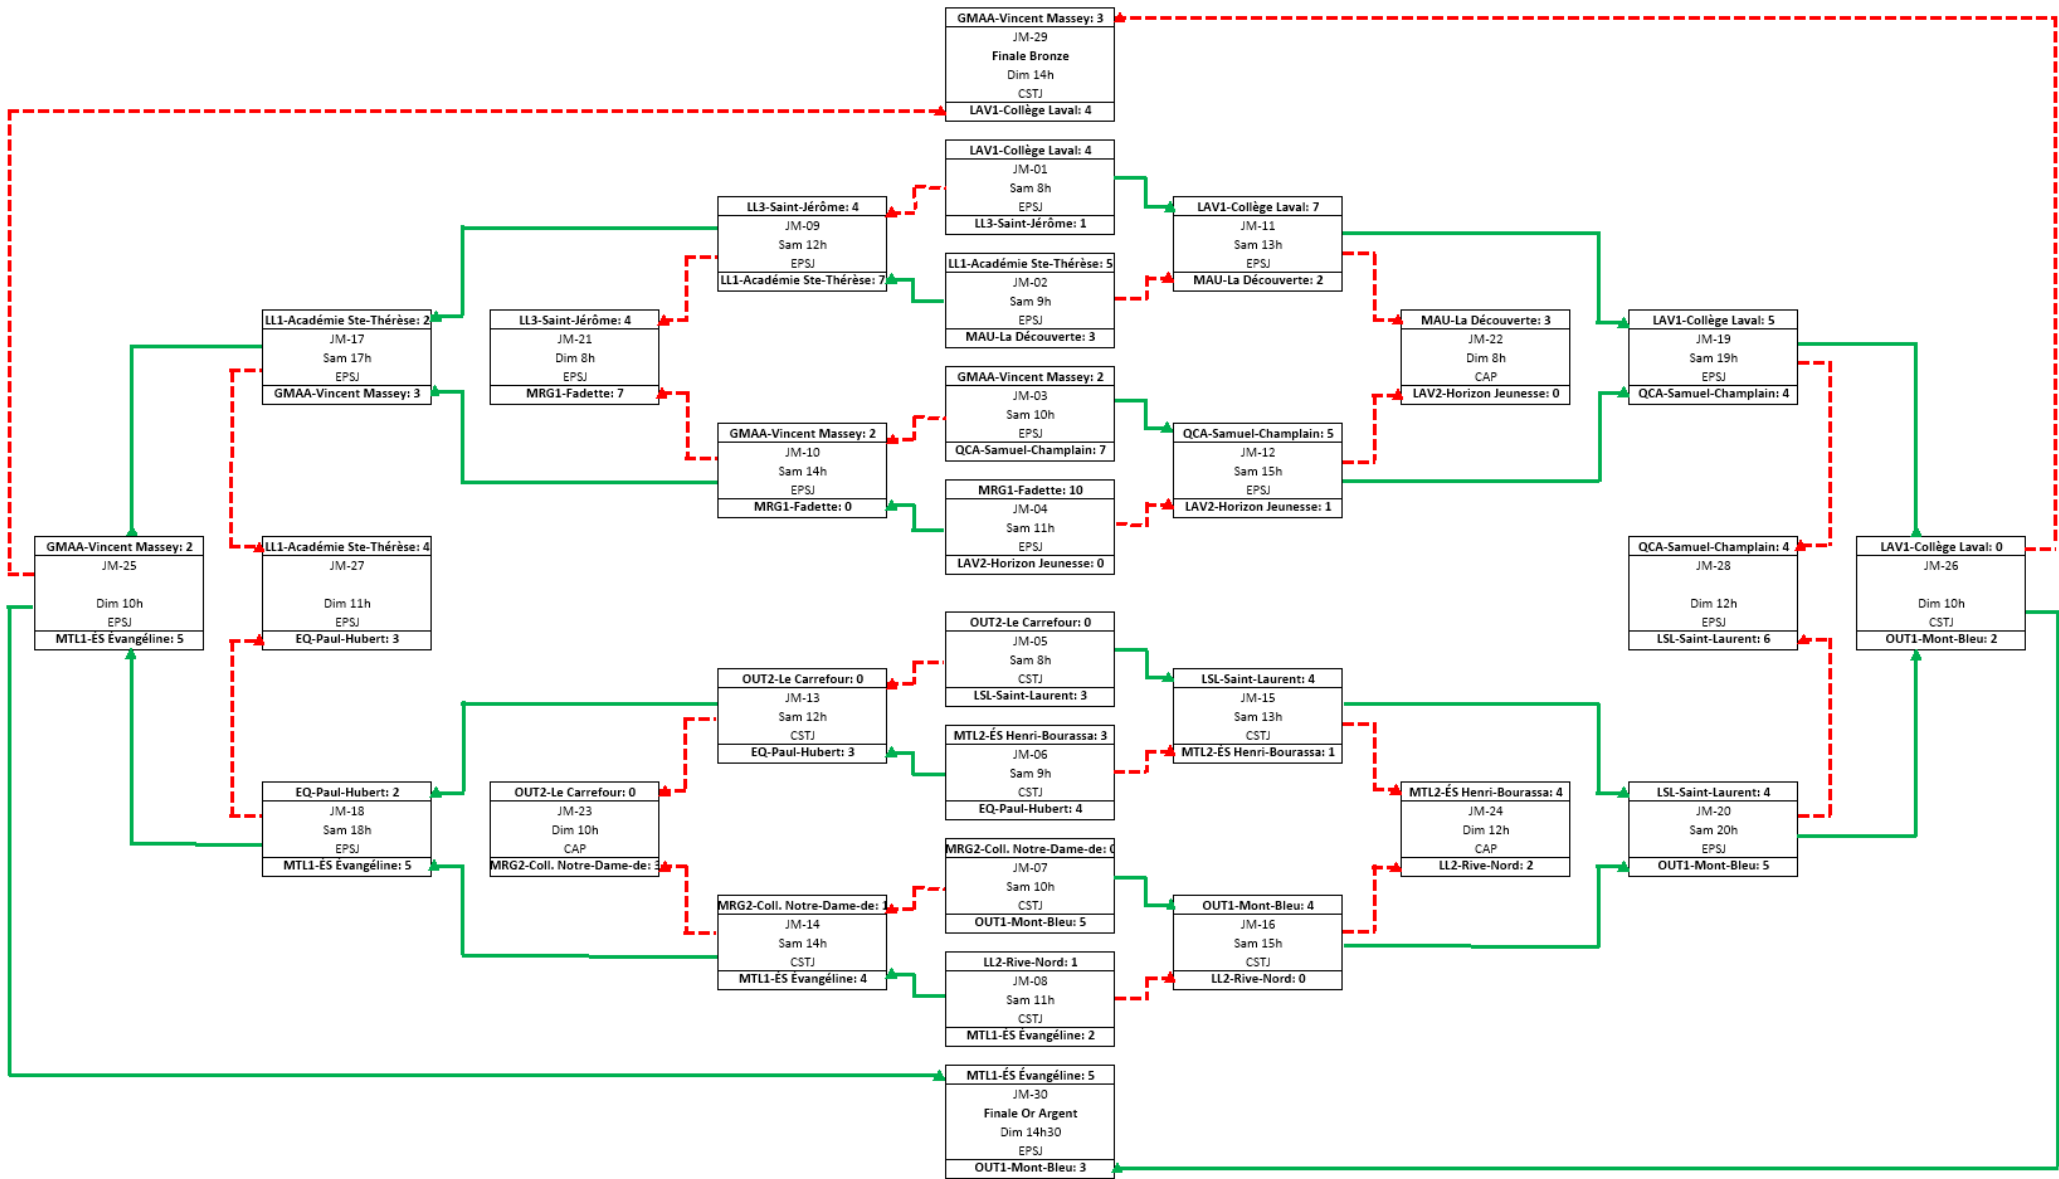 GMAA-Vincent Massey: 3
JM-29
Finale Bronze
Dim 14h
CSTJ
LAV1-Collège Laval: 4
LAV1-Collège Laval: 4
JM-01
Sam 8h
EPSJ
LL3-Saint-Jérôme: 1
LL3-Saint-Jérôme: 4
JM-09
Sam 12h
EPSJ
LL1-Académie Ste-Thérèse: 7
LAV1-Collège Laval: 7
JM-11
Sam 13h
EPSJ
MAU-La Découverte: 2
LL1-Académie Ste-Thérèse: 5
JM-02
Sam 9h
EPSJ
MAU-La Découverte: 3
LL1-Académie Ste-Thérèse: 2
JM-17
Sam 17h
EPSJ
GMAA-Vincent Massey: 3
LL3-Saint-Jérôme: 4
JM-21
Dim 8h
EPSJ
MRG1-Fadette: 7
MAU-La Découverte: 3
JM-22
Dim 8h
CAP
LAV2-Horizon Jeunesse: 0
LAV1-Collège Laval: 5
JM-19
Sam 19h
EPSJ
QCA-Samuel-Champlain: 4
GMAA-Vincent Massey: 2
JM-03
Sam 10h
EPSJ
QCA-Samuel-Champlain: 7
GMAA-Vincent Massey: 2
JM-10
Sam 14h
EPSJ
MRG1-Fadette: 0
QCA-Samuel-Champlain: 5
JM-12
Sam 15h
EPSJ
LAV2-Horizon Jeunesse: 1
MRG1-Fadette: 10
JM-04
Sam 11h
EPSJ
LAV2-Horizon Jeunesse: 0
GMAA-Vincent Massey: 2
JM-25
Dim 10h
EPSJ
MTL1-ÉS Évangéline: 5
LL1-Académie Ste-Thérèse: 4
JM-27
Dim 11h
EPSJ
EQ-Paul-Hubert: 3
QCA-Samuel-Champlain: 4
JM-28
Dim 12h
EPSJ
LSL-Saint-Laurent: 6
LAV1-Collège Laval: 0
JM-26
Dim 10h
CSTJ
OUT1-Mont-Bleu: 2
OUT2-Le Carrefour: 0
JM-05
Sam 8h
CSTJ
LSL-Saint-Laurent: 3
OUT2-Le Carrefour: 0
JM-13
Sam 12h
CSTJ
EQ-Paul-Hubert: 3
LSL-Saint-Laurent: 4
JM-15
Sam 13h
CSTJ
MTL2-ÉS Henri-Bourassa: 1
MTL2-ÉS Henri-Bourassa: 3
JM-06
Sam 9h
CSTJ
EQ-Paul-Hubert: 4
EQ-Paul-Hubert: 2
JM-18
Sam 18h
EPSJ
MTL1-ÉS Évangéline: 5
OUT2-Le Carrefour: 0
JM-23
Dim 10h
CAP
MRG2-Coll. Notre-Dame-de: 3
MTL2-ÉS Henri-Bourassa: 4
JM-24
Dim 12h
CAP
LL2-Rive-Nord: 2
LSL-Saint-Laurent: 4
JM-20
Sam 20h
EPSJ
OUT1-Mont-Bleu: 5
MRG2-Coll. Notre-Dame-de: 0
JM-07
Sam 10h
CSTJ
OUT1-Mont-Bleu: 5
MRG2-Coll. Notre-Dame-de: 1
JM-14
Sam 14h
CSTJ
MTL1-ÉS Évangéline: 4
OUT1-Mont-Bleu: 4
JM-16
Sam 15h
CSTJ
LL2-Rive-Nord: 0
LL2-Rive-Nord: 1
JM-08
Sam 11h
CSTJ
MTL1-ÉS Évangéline: 2
MTL1-ÉS Évangéline: 5
JM-30
Finale Or Argent
Dim 14h30
EPSJ
OUT1-Mont-Bleu: 3